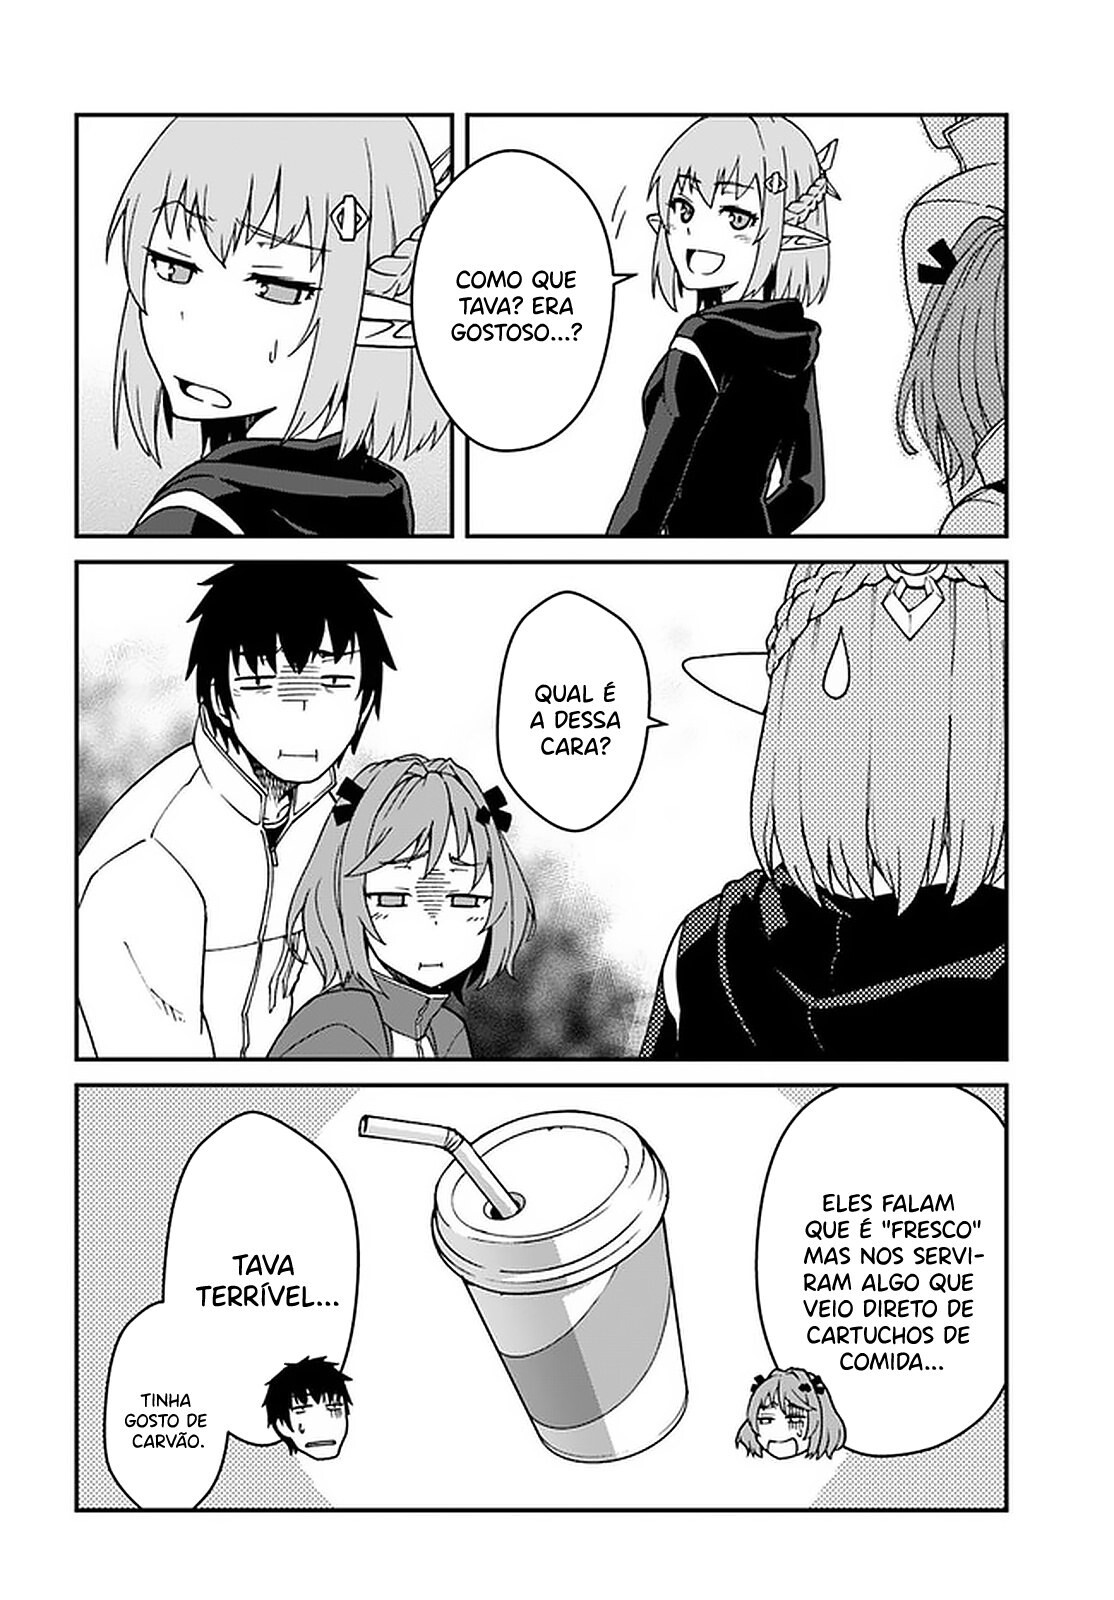 COMO QUE
TAVA? ERA
GOSTOSO...?
QUAL É
A DESSA
CARA?
ELES FALAM
QUE É "FRESCO"
MAS NOS SERVI-
RAM ALGO QUE
VEIO DIRETO DE
CARTUCHOS DE
COMIDA...
TAVA
TERRÍVEL...
TINHA
GOSTO DE
CARVÃO.